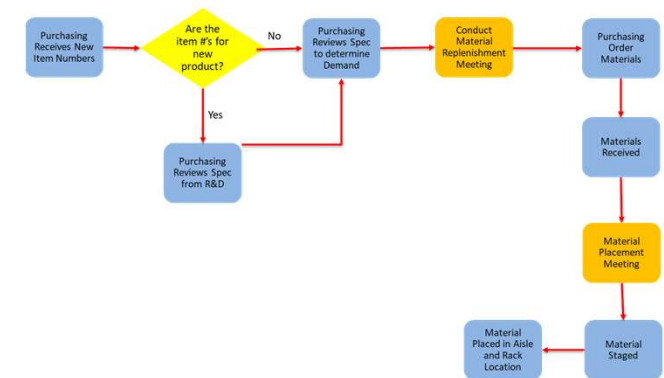 Purchasing
Receives New
Item Numbers
Are the
item #'s for
new
product?
No
Yes
Purchasing
Reviews Spec
from R&D
Purchasing
Reviews Spec
to determine
Demand
Conduct
Material
Replenishment
Meeting
Purchasing
Order
Materials
Materials
Received
Material
Placement
Meeting
Material
Staged
Material
Placed in Aisle
and Rack
Location